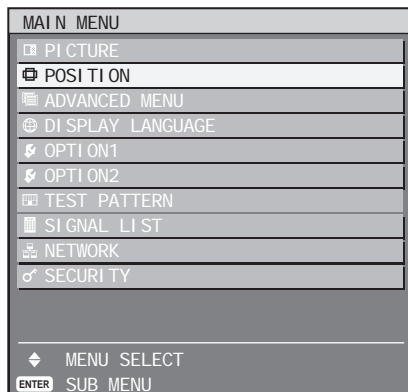 MAIN MENU
PICTURE
POSITION
ADVANCED MENU
DISPLAY LANGUAGE
OPTION1
OPTION2
TEST PATTERN
SIGNAL LIST
NETWORK
SECURITY
MENU SELECT
ENTER SUB MENU